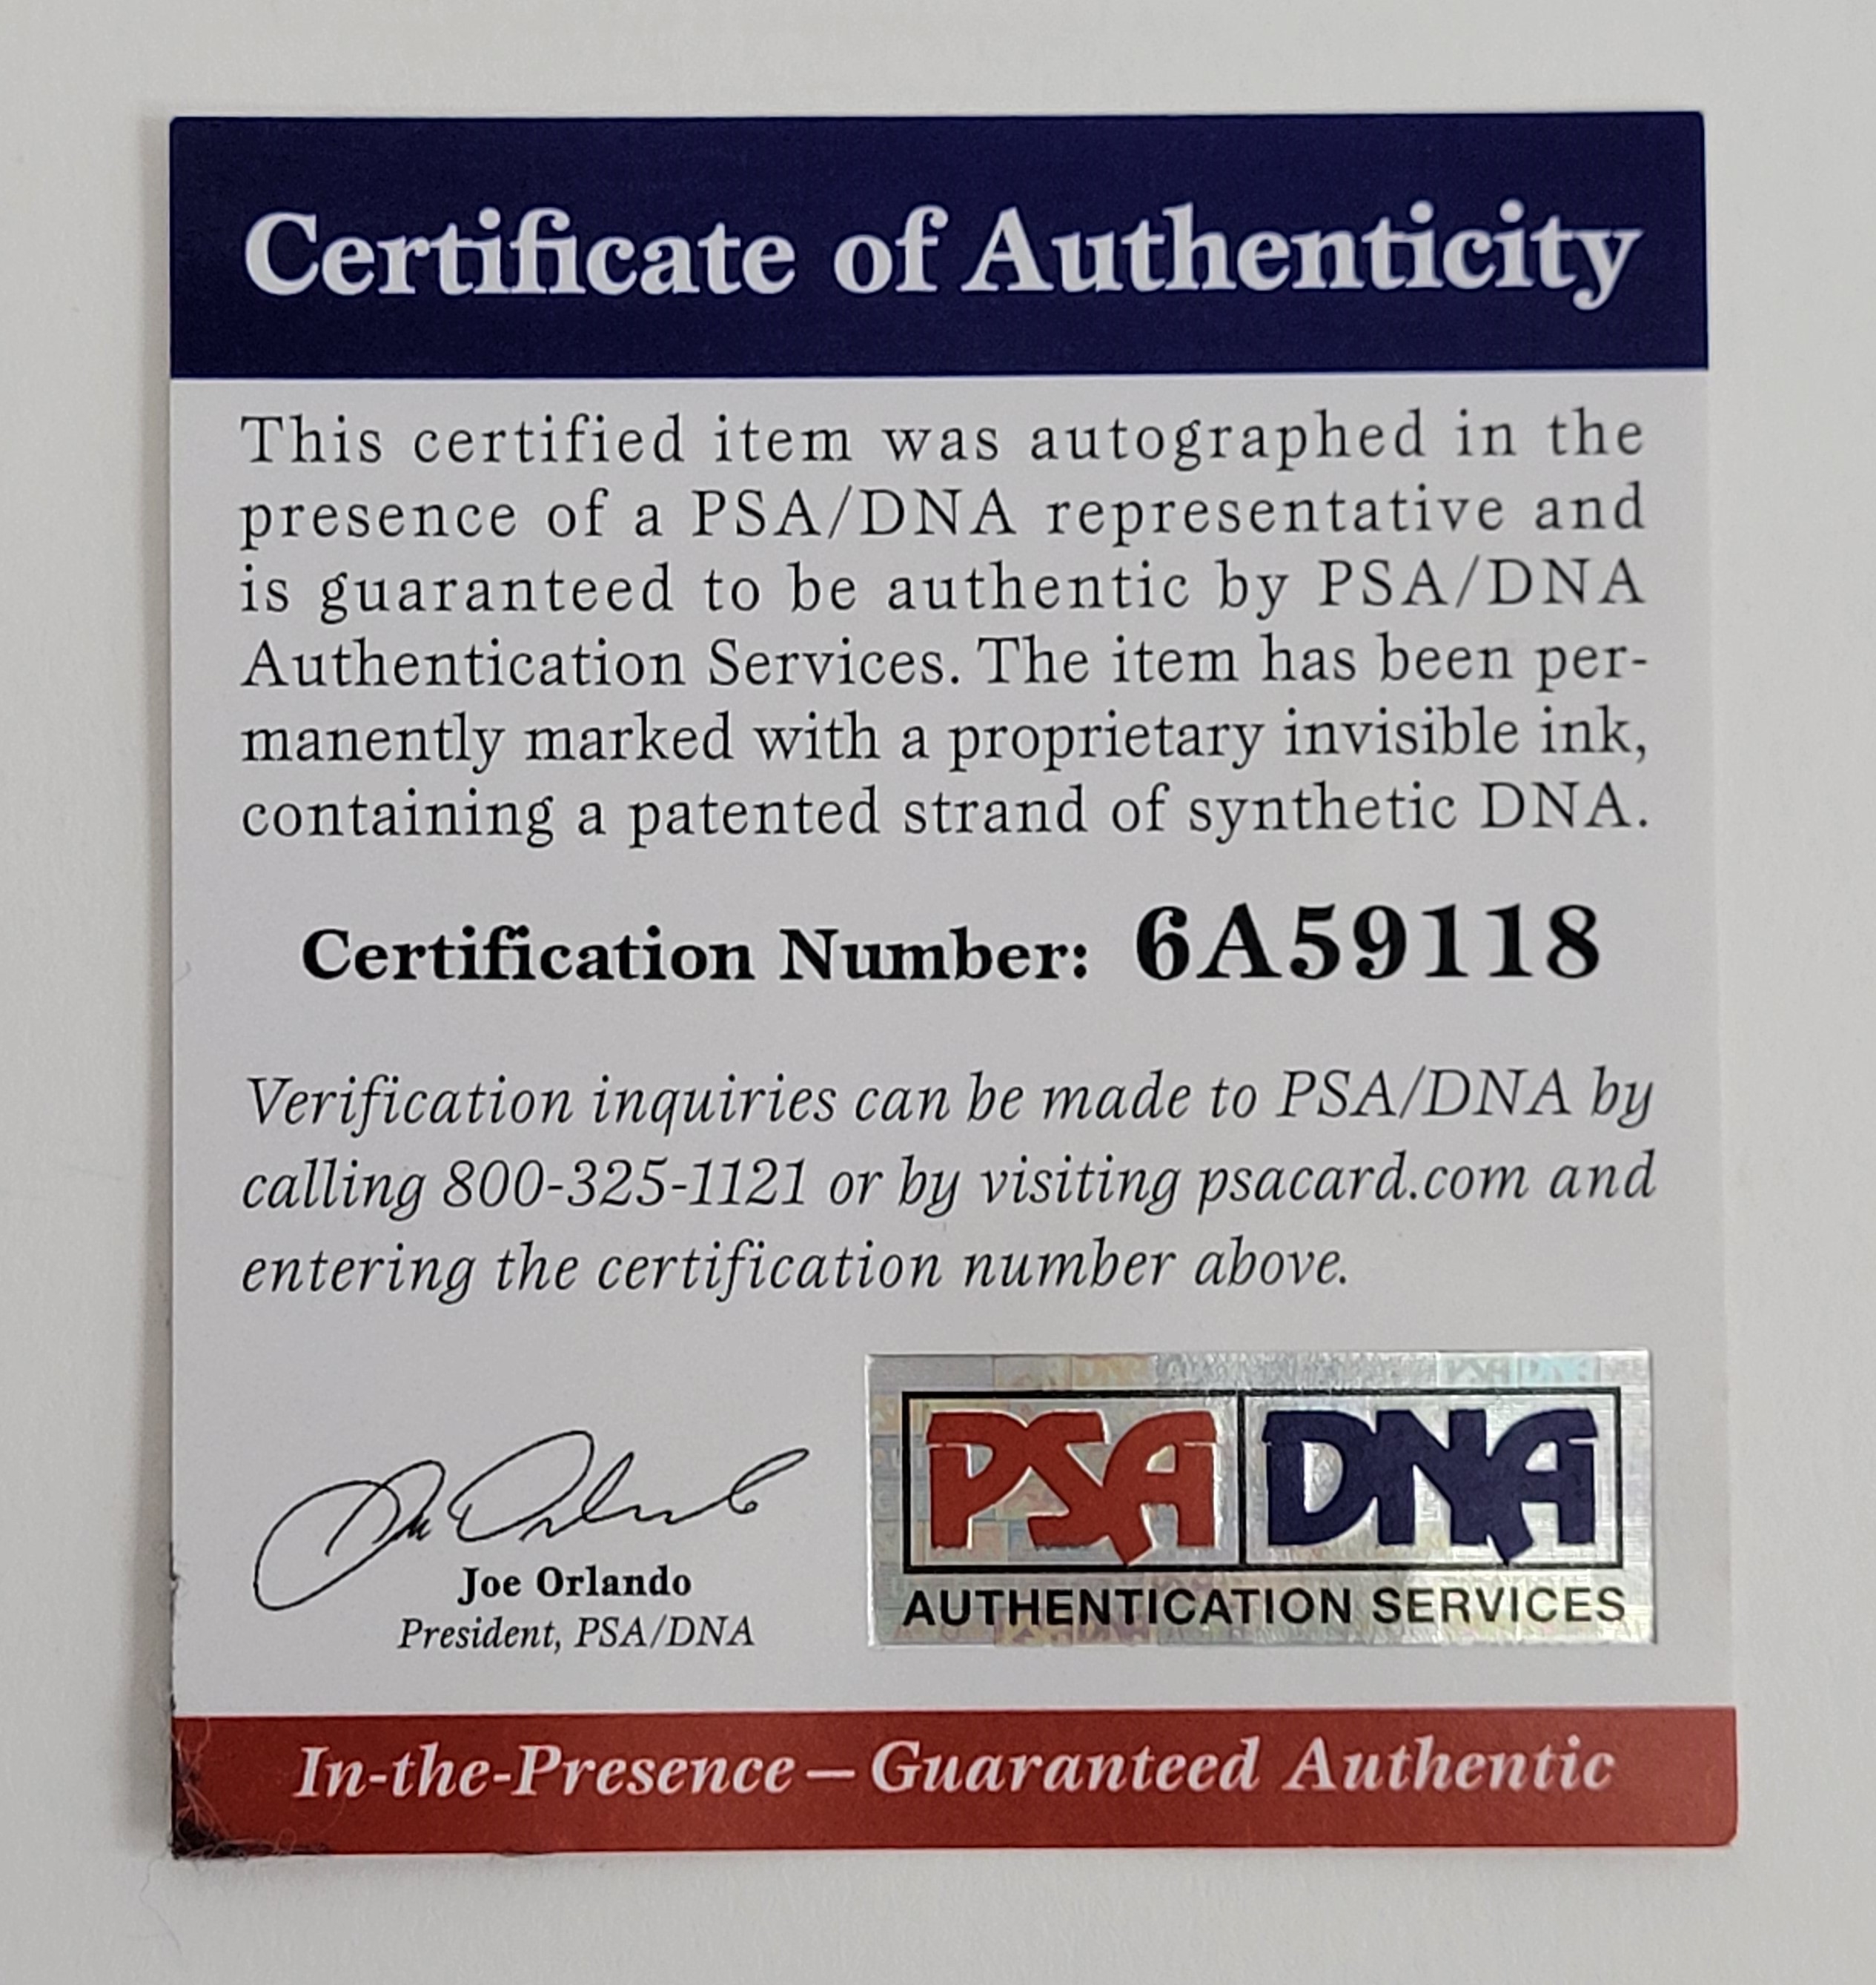 Certificate of Authenticity
This certified item was autographed in the
presence of a PSA/DNA representative and
is guaranteed to be authentic by PSA/DNA
Authentication Services. The item has been per-
manently marked with a proprietary invisible ink,
containing a patented strand of synthetic DNA.
Certification Number: 6A59118
Verification inquiries can be made to PSA/DNA by
calling 800-325-1121 or by visiting psacard.com and
entering the certification number above.
Joe Orlando
President, PSA/DNA
PSA DNA
AUTHENTICATION SERVICES
In-the-Presence – Guaranteed Authentic